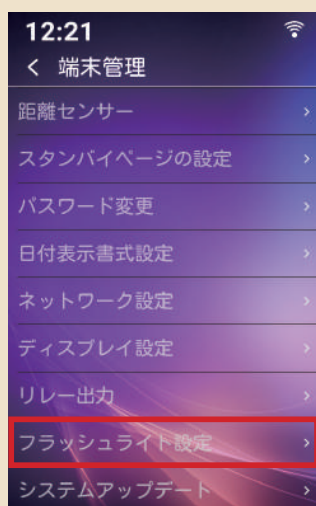 12:21
< 端末管理
距離センサー >
スタンバイページの設定 >
パスワード変更 >
日付表示書式設定 >
ネットワーク設定 >
ディスプレイ設定 >
リレー出力 >
フラッシュライト設定 >
システムアップデート >